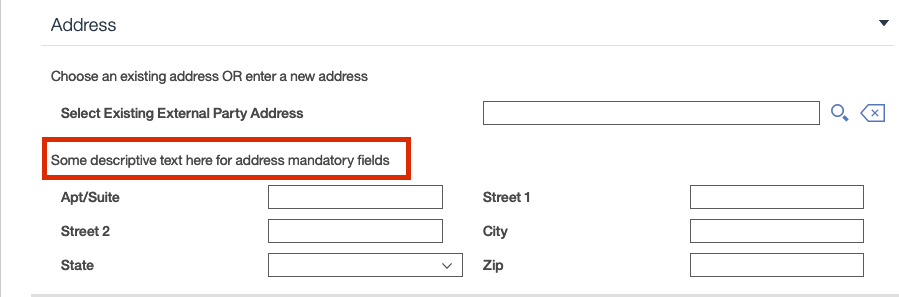 Address
Choose an existing address OR enter a new address
Select Existing External Party Address
Some descriptive text here for address mandatory fields
Apt/Suite Street 1
Street 2 City
State Zip